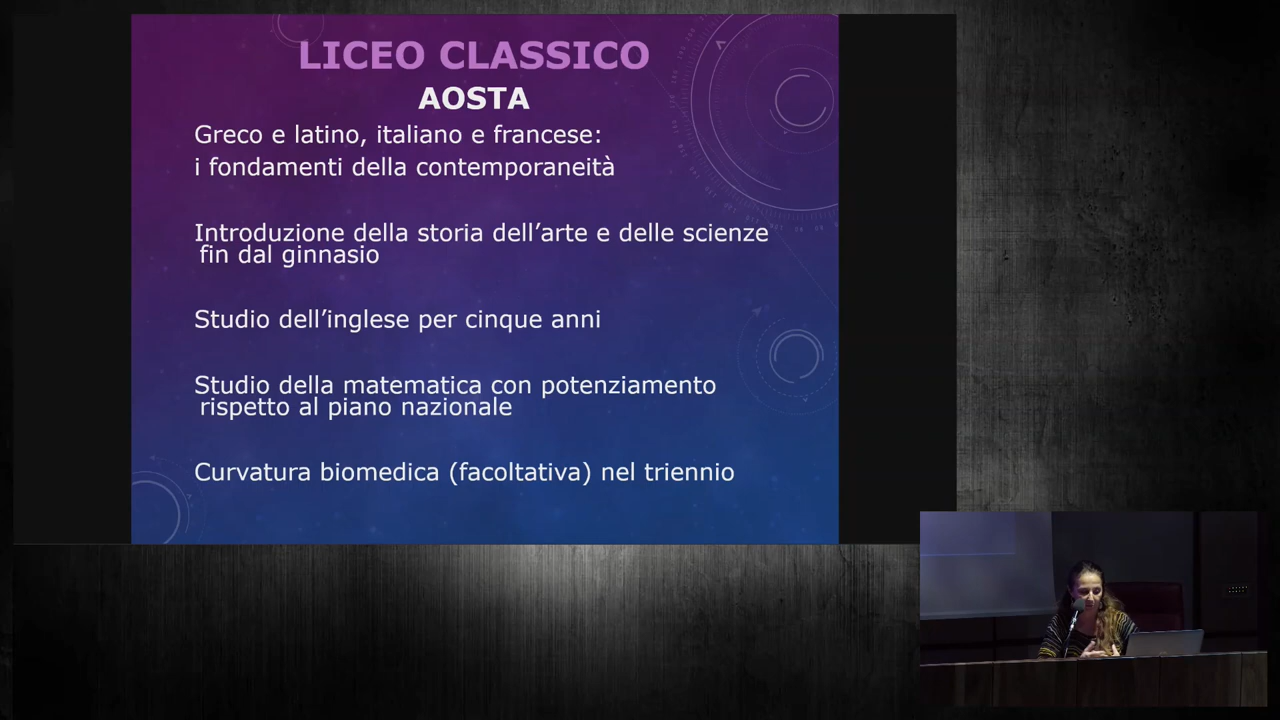 LICEO CLASSICO
AOSTA
Greco e latino, italiano e francese:
i fondamenti della contemporaneità
Introduzione della storia dell’arte e delle scienze
fin dal ginnasio
Studio dell’inglese per cinque anni
Studio della matematica con potenziamento
rispetto al piano nazionale
Curvatura biomedica (facoltativa) nel triennio